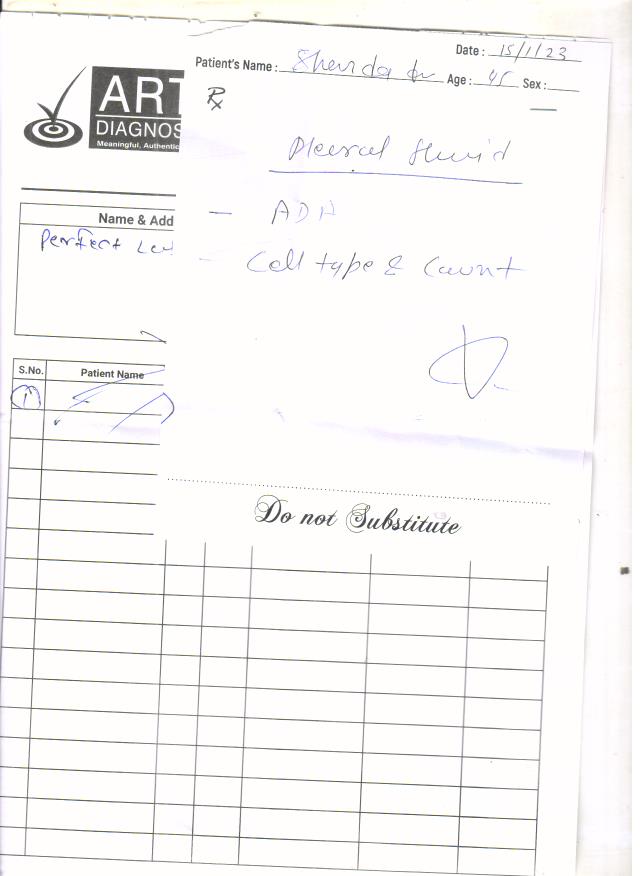 Date : 15/1/23
Patient's Name : Age : 45 Sex :
Rx
ART
DIAGNOS
Meaningful, Authentic
Pleural fluid
Name & Add
- ADA
Perfect
- Cell type & Count
S.No. Patient Name
1
Do not Substitute